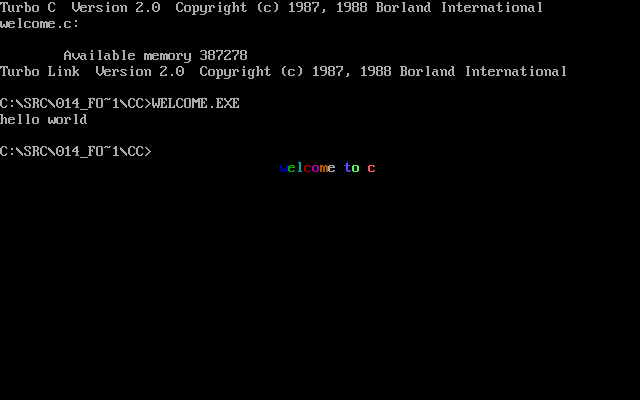 Turbo C  Version 2.0  Copyright (c) 1987, 1988 Borland International
welcome.c:
Available memory 387278
Turbo Link  Version 2.0  Copyright (c) 1987, 1988 Borland International
C:\SRC\014_FO~1\CC>WELCOME.EXE
hello world
C:\SRC\014_FO~1\CC>
welcome to c